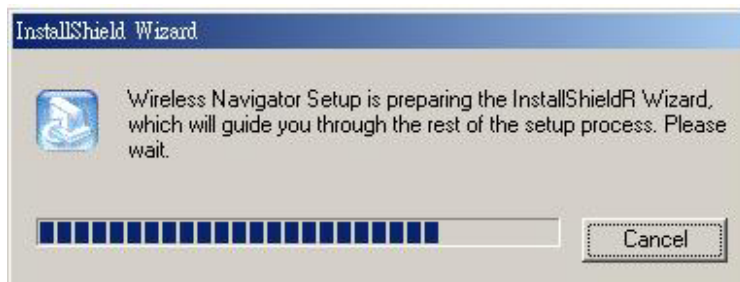 InstallShield Wizard
Wireless Navigator Setup is preparing the InstallShieldR Wizard,
which will guide you through the rest of the setup process. Please
wait.
Cancel